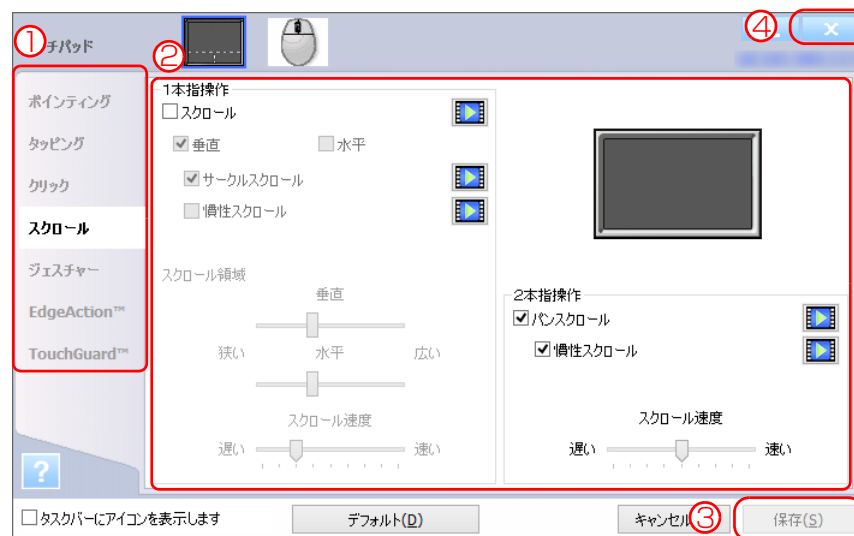 ①
チパッド
②
④
ポインティング
タッピング
クリック
スクロール
ジェスチャー
EdgeAction™
TouchGuard™
1本指操作
スクロール
垂直
水平
サークルスクロール
慣性スクロール
スクロール領域
垂直
狭い
水平
広い
スクロール速度
遅い
速い
2本指操作
パンスクロール
慣性スクロール
スクロール速度
遅い
速い
?
タスクバーにアイコンを表示します
デフォルト(D)
キャンセル
③
保存(S)